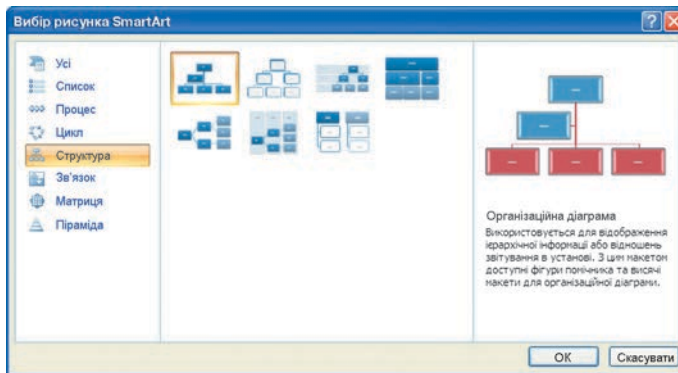 Вибір рисунка SmartArt
Усі
Список
Процес
Цикл
Структура
Зв'язок
Матриця
Піраміда
Організаційна діаграма
Використовується для відображення
ієрархічної інформації або відношень
звітування в установі. З цим макетом
доступні фігури помічника та висячі
макети для організаційної діаграми.
ОК
Скасувати